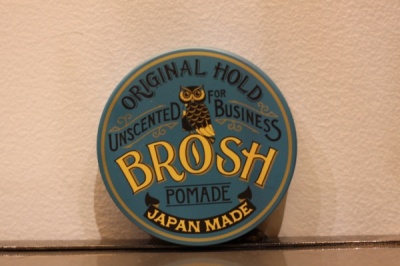 ORIGINAL HOLD
UNSCENTED FOR BUSINESS
BROSH
POMADE
JAPAN MADE